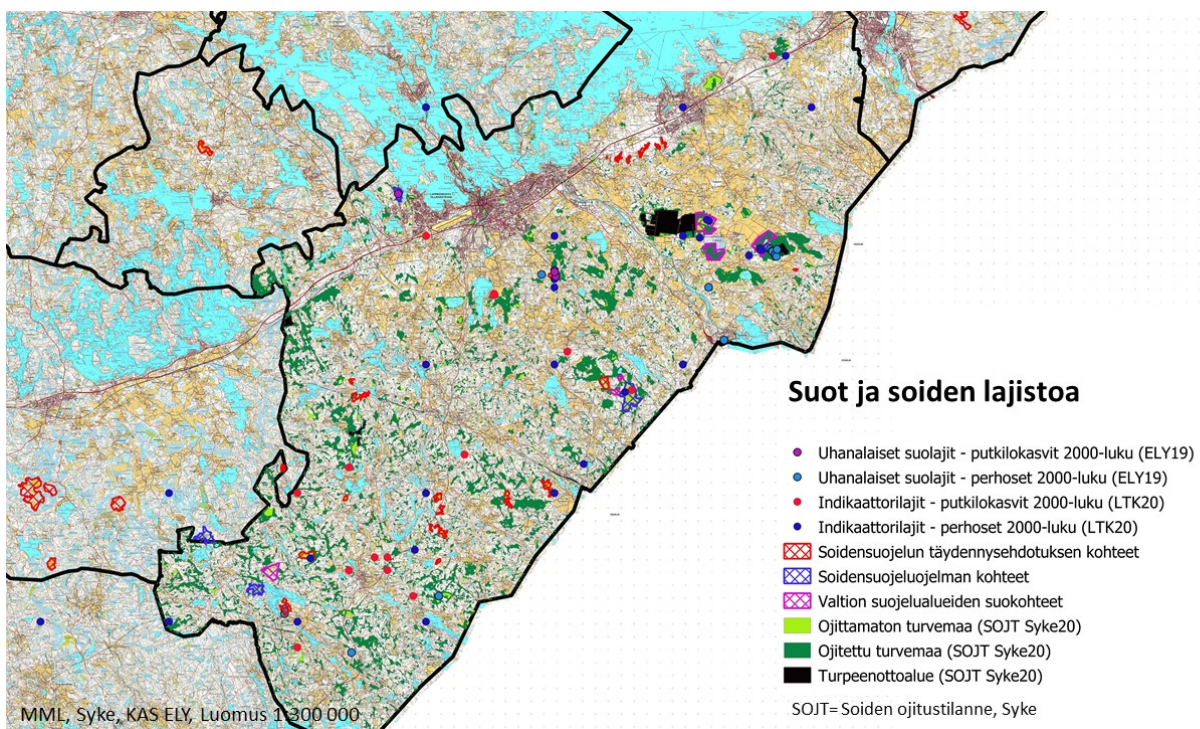 Suot ja soiden lajistoa
Uhanalaiset suolajit - putkilokasvit 2000-luku (ELY19)
Uhanalaiset suolajit - perhoset 2000-luku (ELY19)
Indikaattorilajit - putkilokasvit 2000-luku (LTK20)
Indikaattorilajit - perhoset 2000-luku (LTK20)
Soidensuojelun täydennysehdotuksen kohteet
Soidensuojeluojelman kohteet
Valtion suojelualueiden suokohteet
Ojittamaton turvemaa (SOJT Syke20)
Ojitettu turvemaa (SOJT Syke20)
Turpeenottoalue (SOJT Syke20)
SOJT= Soiden ojitustilanne, Syke
MML, Syke, KAS ELY, Luomus 1:300 000